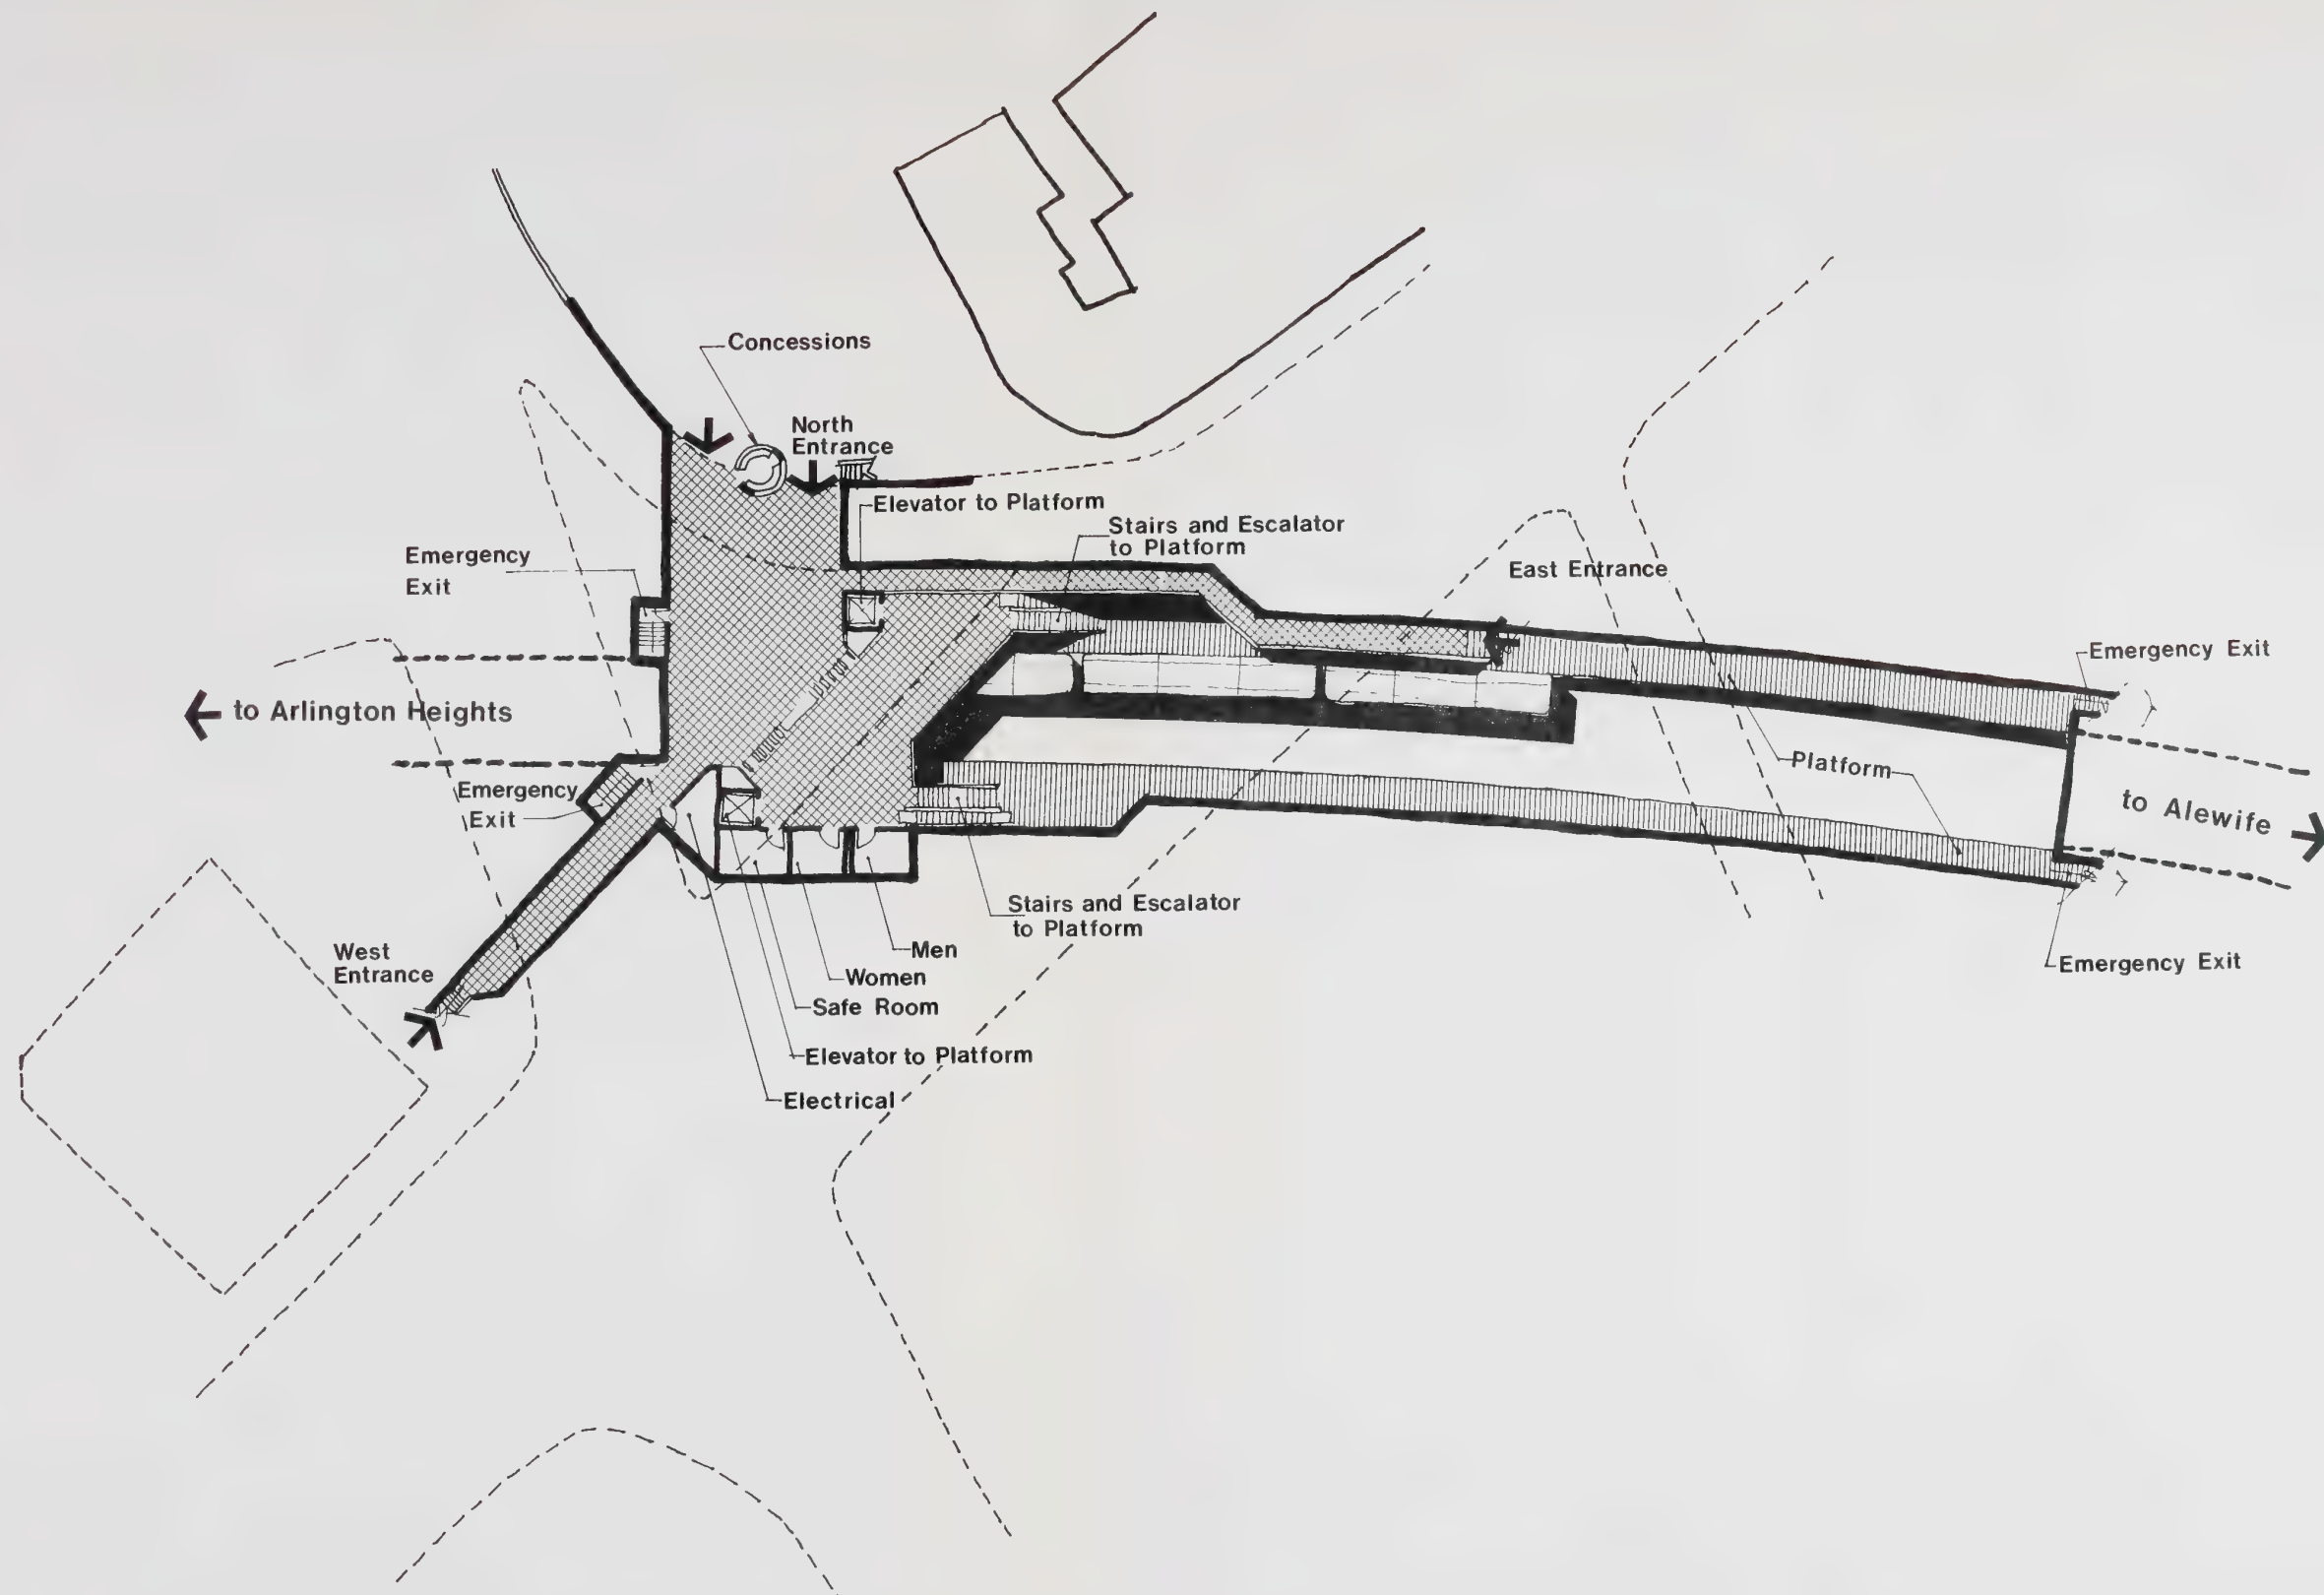 Concessions
North
Entrance
Elevator to Platform
Stairs and Escalator
to Platform
Emergency
Exit
East Entrance
Emergency Exit
to Arlington Heights
Platform
Emergency
Exit
to Alewife
Stairs and Escalator
to Platform
West
Entrance
Men
Women
Emergency Exit
Safe Room
Elevator to Platform
Electrical